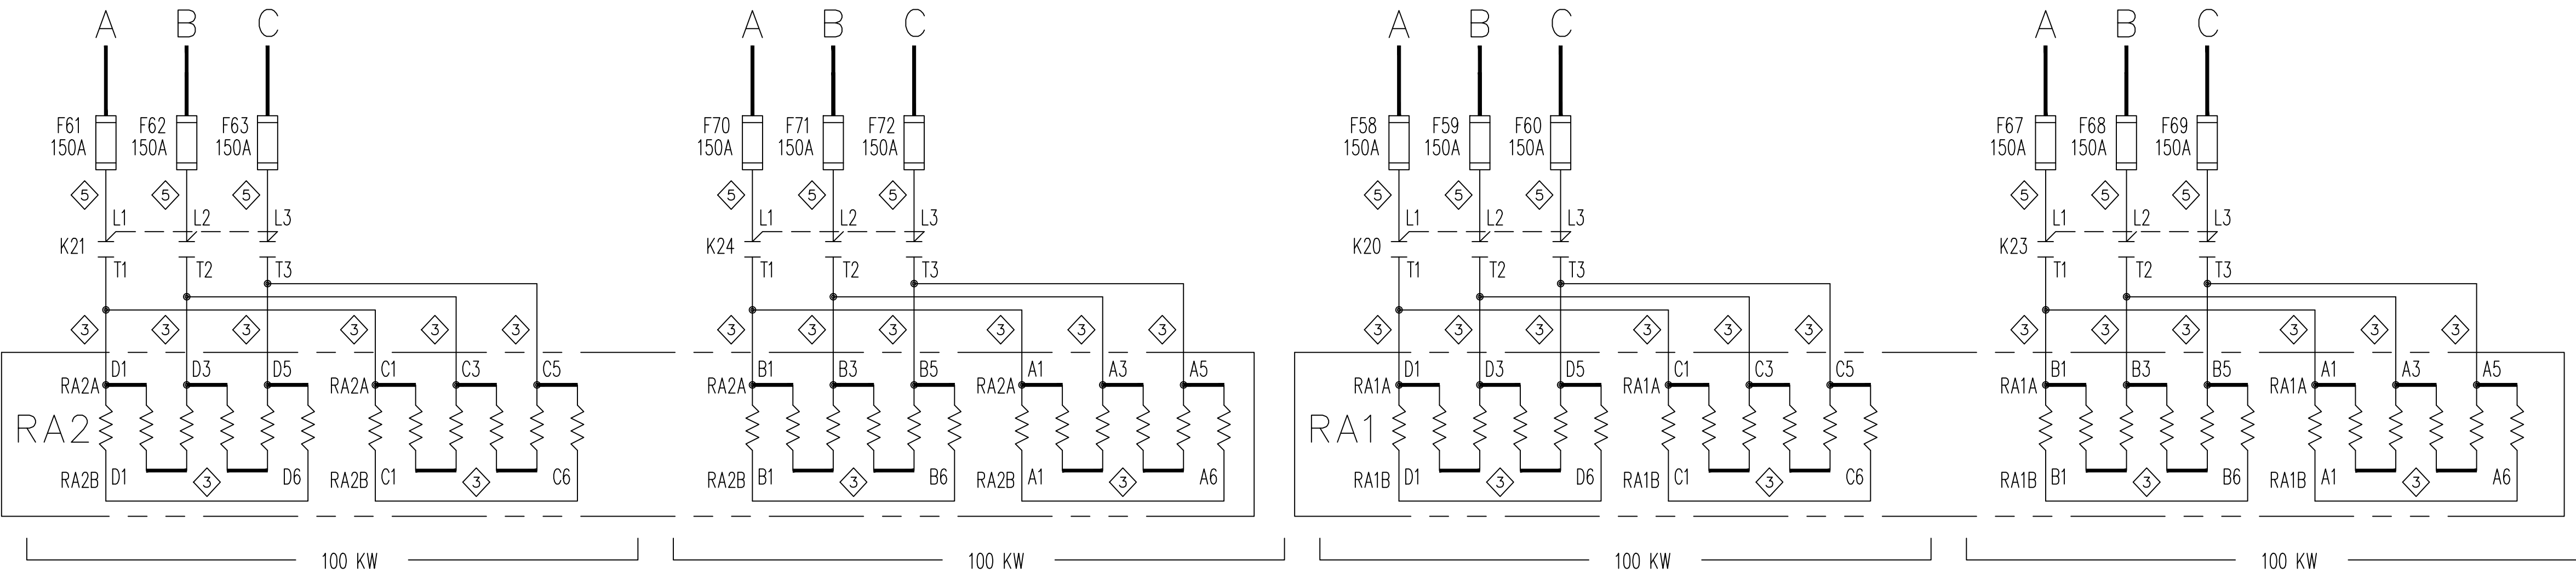 A B C A B C A B C A B C
F61 F62 F63 F70 F71 F72 F58 F59 F60 F67 F68 F69
150A 150A 150A 150A 150A 150A 150A 150A 150A 150A 150A 150A
5 5 5 5 5 5 5 5 5 5 5 5
L1 L2 L3 L1 L2 L3 L1 L2 L3 L1 L2 L3
K21 K24 K20 K23
T1 T2 T3 T1 T2 T3 T1 T2 T3 T1 T2 T3
3 3 3 3 3 3 3 3 3 3 3 3 3 3 3 3 3 3 3 3 3 3 3 3
D1 D3 D5 C1 C3 C5 B1 B3 B5 A1 A3 A5 D1 D3 D5 C1 C3 C5 B1 B3 B5 A1 A3 A5
RA2A RA2A RA2A RA2A RA1A RA1A RA1A RA1A
RA2 RA1
RA2B D1 3 D6 RA2B C1 3 C6 RA2B B1 3 B6 RA2B A1 3 A6 RA1B D1 3 D6 RA1B C1 3 C6 RA1B B1 3 B6 RA1B A1 3 A6
100 KW 100 KW 100 KW 100 KW